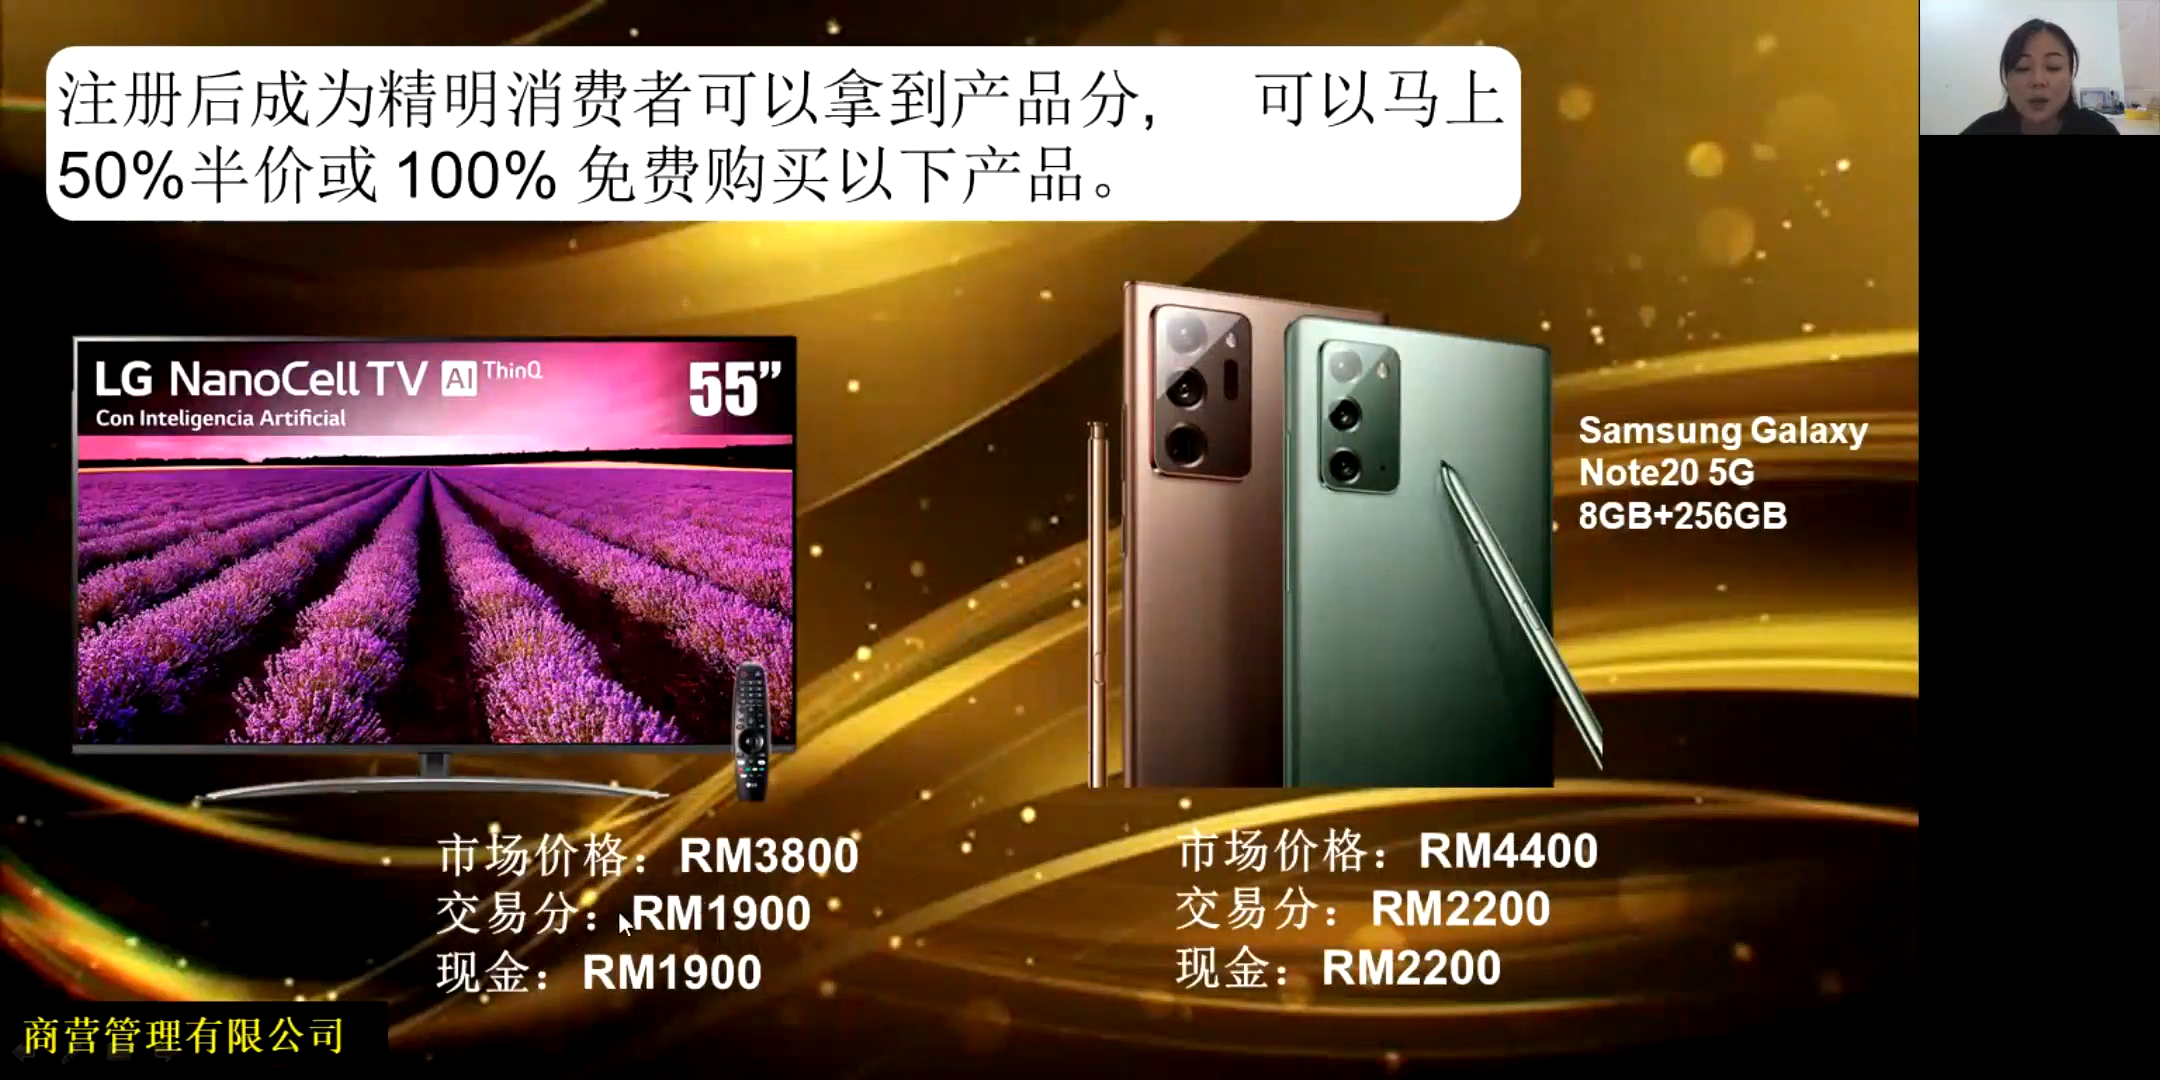 注册后成为精明消费者可以拿到产品分, 可以马上
50%半价或 100% 免费购买以下产品。
LG NanoCell TV AI ThinQ 55”
Con Inteligencia Artificial
Samsung Galaxy
Note20 5G
8GB+256GB
市场价格：RM3800
交易分：RM1900
现金：RM1900
市场价格：RM4400
交易分：RM2200
现金：RM2200
商营管理有限公司